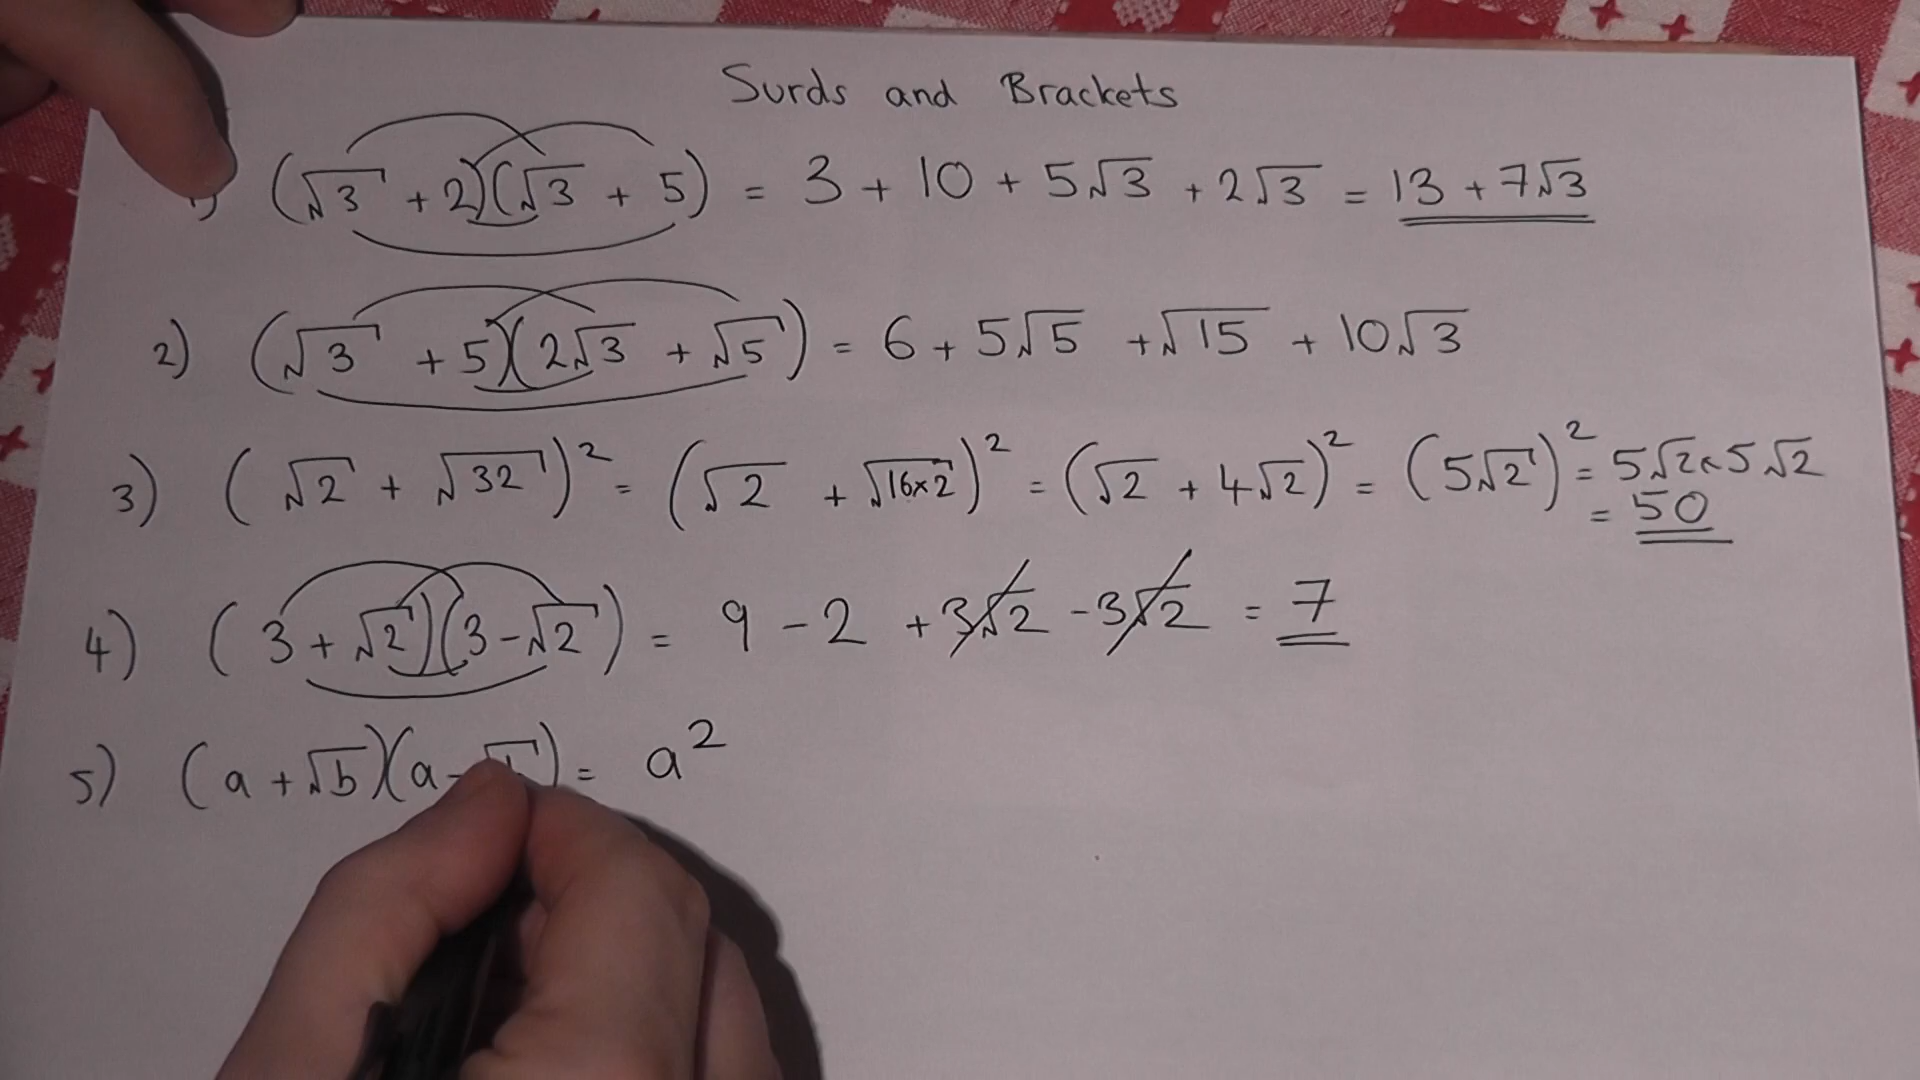 Surds and Brackets
1) (√3 + 2)(√3 + 5) = 3 + 10 + 5√3 + 2√3 = 13 + 7√3
2) (√3 + 5)(2√3 + √5) = 6 + 5√5 + √15 + 10√3
3) (√2 + √32)² = (√2 + √16×2)² = (√2 + 4√2)² = (5√2)² = 5√2 × 5√2
= 50
4) (3 + √2)(3 - √2) = 9 - 2 + 3√2 - 3√2 = 7
5) (a + √b)(a - √ ) = a²